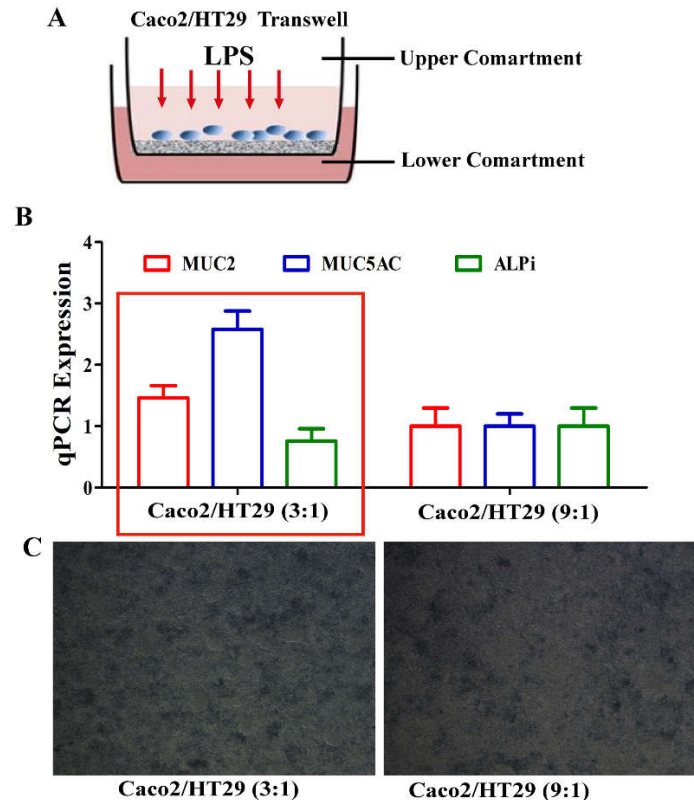 A
Caco2/HT29 Transwell
LPS
Upper Comartment
Lower Comartment
B
qPCR Expression
4
3
2
1
0
MUC2
MUC5AC
ALPi
Caco2/HT29 (3:1)
Caco2/HT29 (9:1)
C
Caco2/HT29 (3:1)
Caco2/HT29 (9:1)